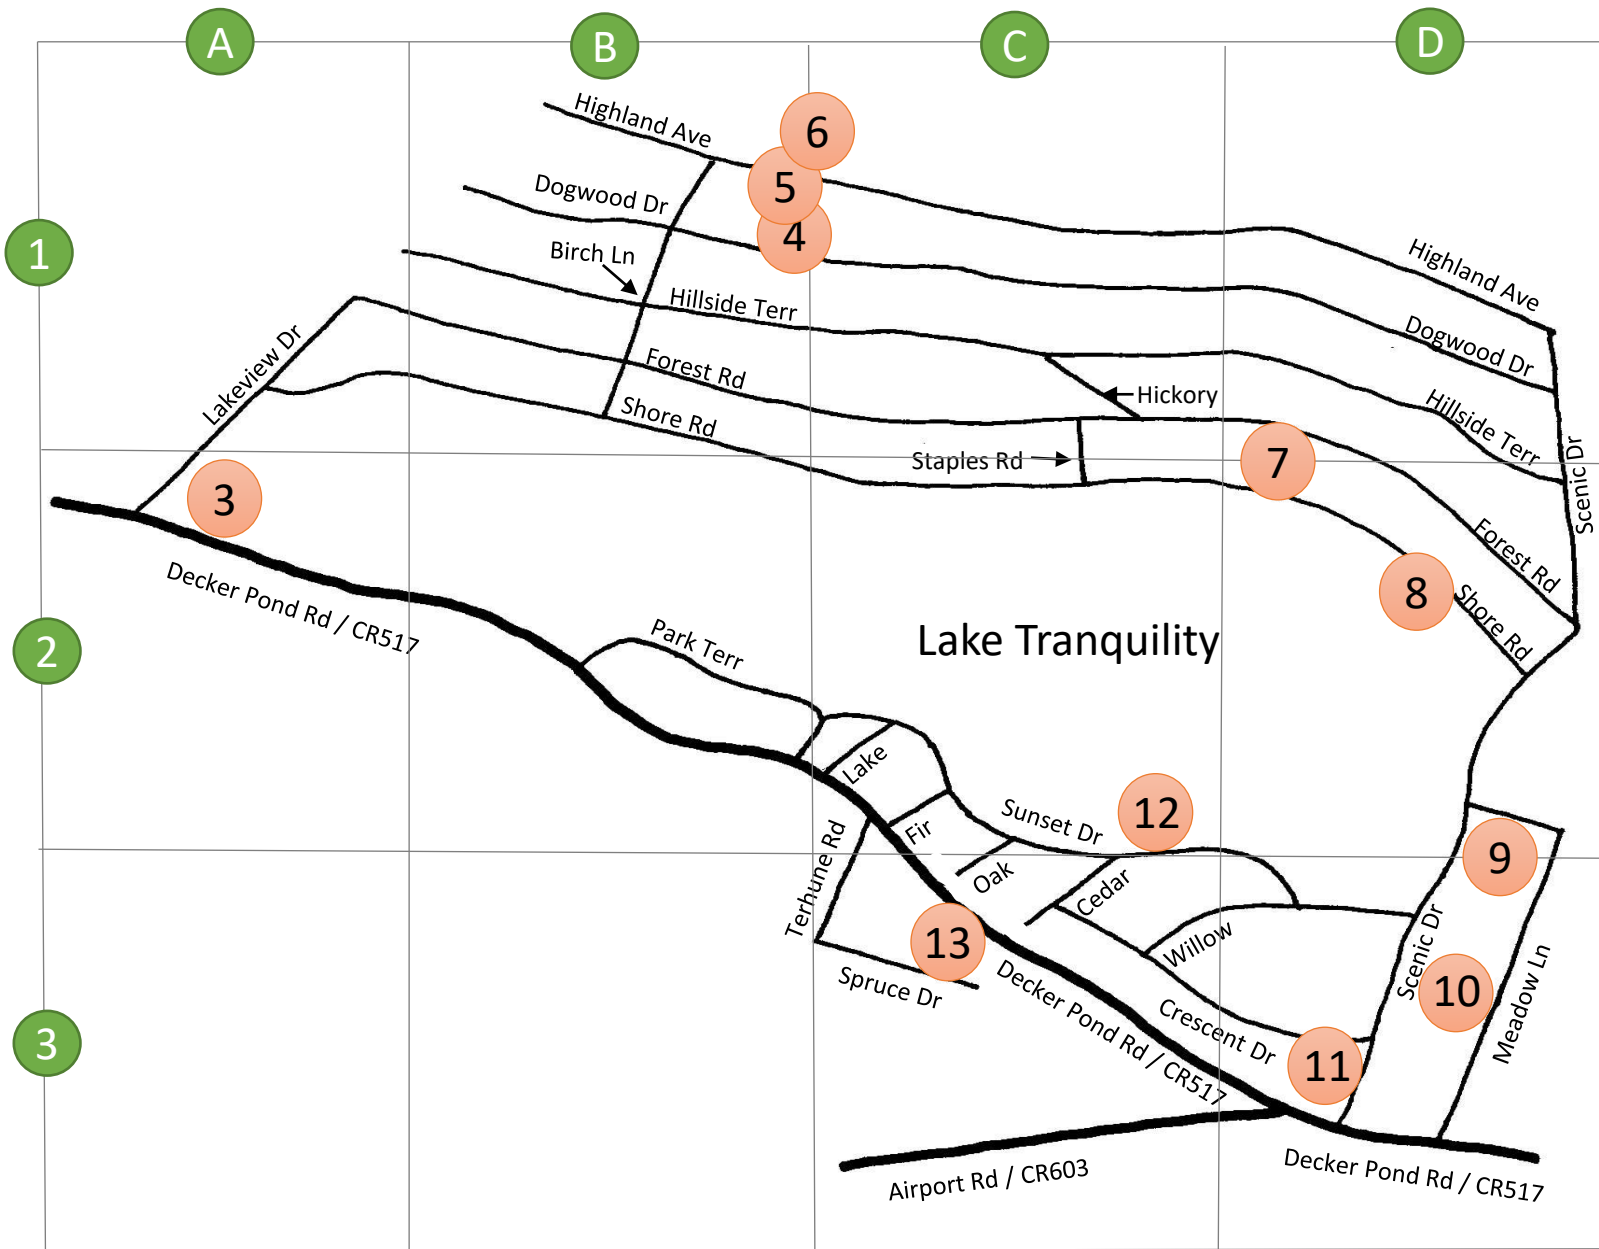 A
B
C
D
Highland Ave
6
5
Dogwood Dr
4
1
Birch Ln
Highland Ave
Hillside Terr
Dogwood Dr
Lakeview Dr
Forest Rd
Hickory
Shore Rd
Hillside Terr
Staples Rd
7
Scenic Dr
3
Forest Rd
Decker Pond Rd / CR517
8
Shore Rd
2
Park Terr
Lake Tranquility
Lake
Sunset Dr
12
Fir
Terhune Rd
9
Oak
Cedar
13
Willow
Scenic Dr
Spruce Dr
Decker Pond Rd / CR517
10
Meadow Ln
Crescent Dr
3
11
Airport Rd / CR603
Decker Pond Rd / CR517